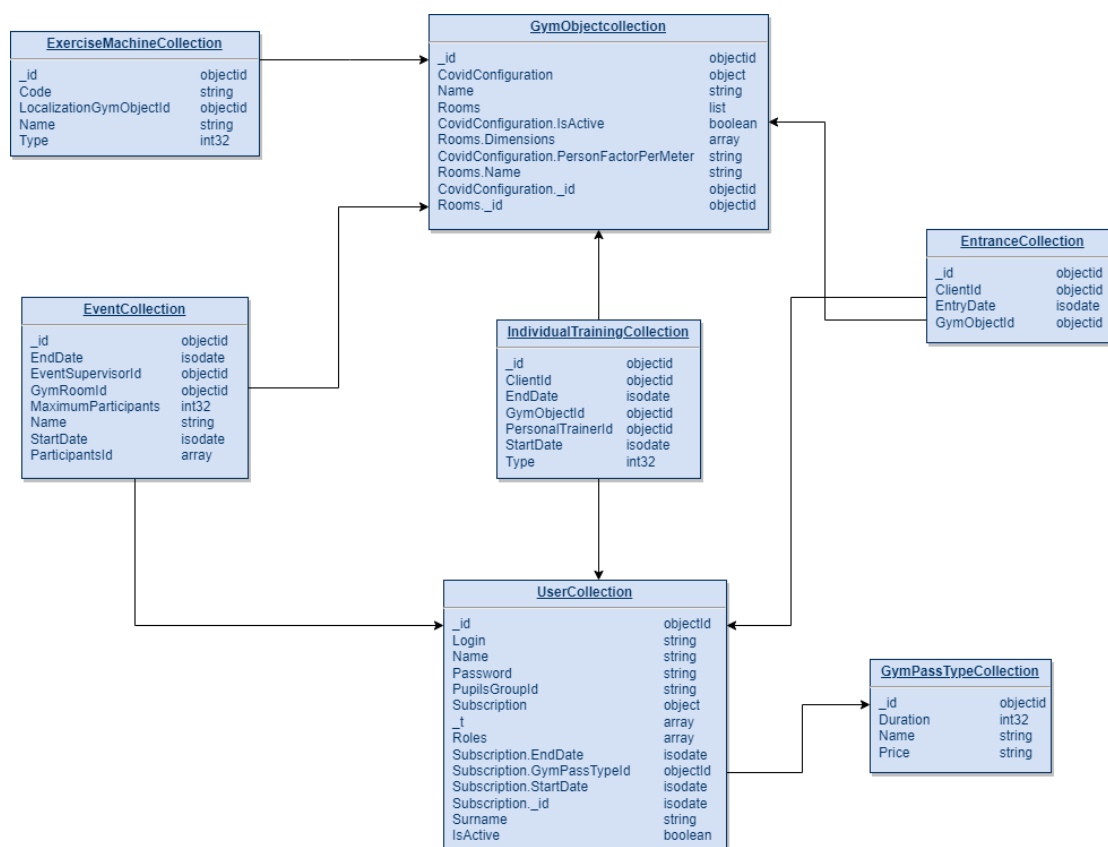 ExerciseMachineCollection
_id objectid
Code string
LocalizationGymObjectId objectid
Name string
Type int32
GymObjectcollection
_id objectid
CovidConfiguration object
Name string
Rooms list
CovidConfiguration.IsActive boolean
Rooms.Dimensions array
CovidConfiguration.PersonFactorPerMeter string
Rooms.Name string
CovidConfiguration._id objectid
Rooms._id objectid
EntranceCollection
_id objectid
ClientId objectid
EntryDate isodate
GymObjectId objectid
EventCollection
_id objectid
EndDate isodate
EventSupervisorId objectid
GymRoomId objectid
MaximumParticipants int32
Name string
StartDate isodate
ParticipantsId array
IndividualTrainingCollection
_id objectid
ClientId objectid
EndDate isodate
GymObjectId objectid
PersonalTrainerId objectid
StartDate isodate
Type int32
UserCollection
_id objectId
Login string
Name string
Password string
PupilsGroupId string
Subscription object
_t array
Roles array
Subscription.EndDate isodate
Subscription.GymPassTypeId objectId
Subscription.StartDate isodate
Subscription._id isodate
Surname string
IsActive boolean
GymPassTypeCollection
_id objectid
Duration int32
Name string
Price string